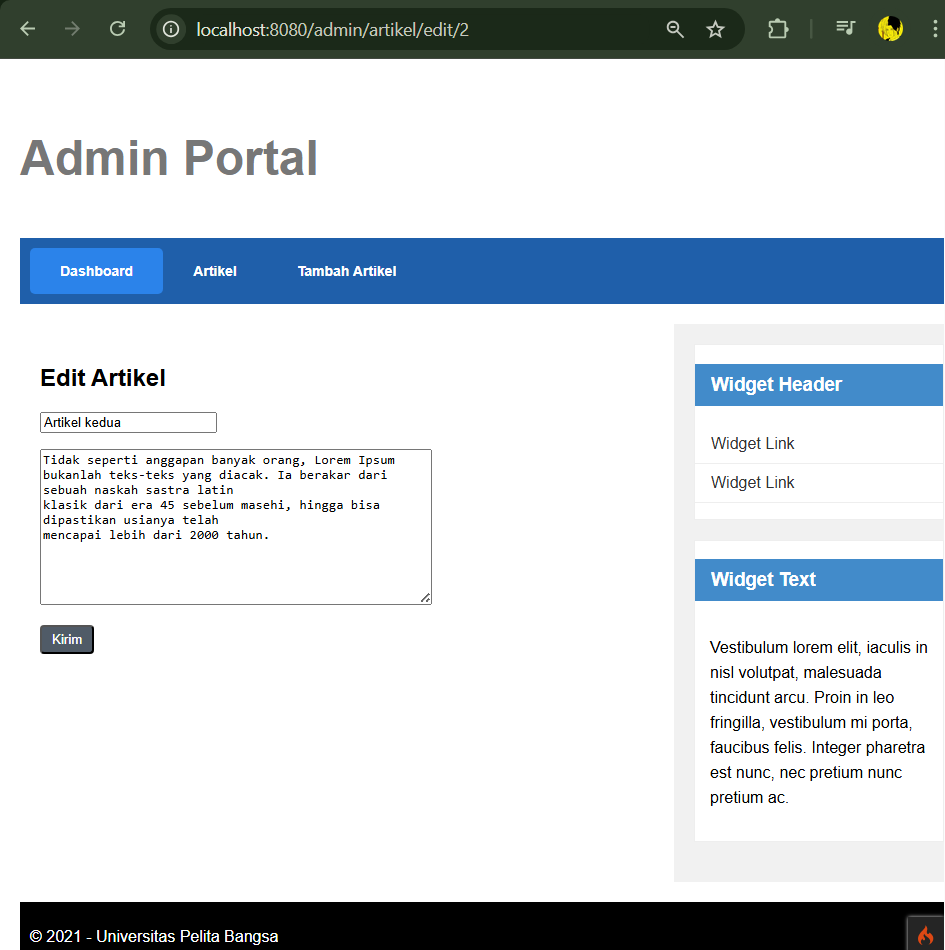 localhost:8080/admin/artikel/edit/2
Admin Portal
Dashboard
Artikel
Tambah Artikel
Edit Artikel
Artikel kedua
Tidak seperti anggapan banyak orang, Lorem Ipsum
bukanlah teks-teks yang diacak. Ia berakar dari
sebuah naskah sastra latin
klasik dari era 45 sebelum masehi, hingga bisa
dipastikan usianya telah
mencapai lebih dari 2000 tahun.
Kirim
Widget Header
Widget Link
Widget Link
Widget Text
Vestibulum lorem elit, iaculis in
nisl volutpat, malesuada
tincidunt arcu. Proin in leo
fringilla, vestibulum mi porta,
faucibus felis. Integer pharetra
est nunc, nec pretium nunc
pretium ac.
© 2021 - Universitas Pelita Bangsa